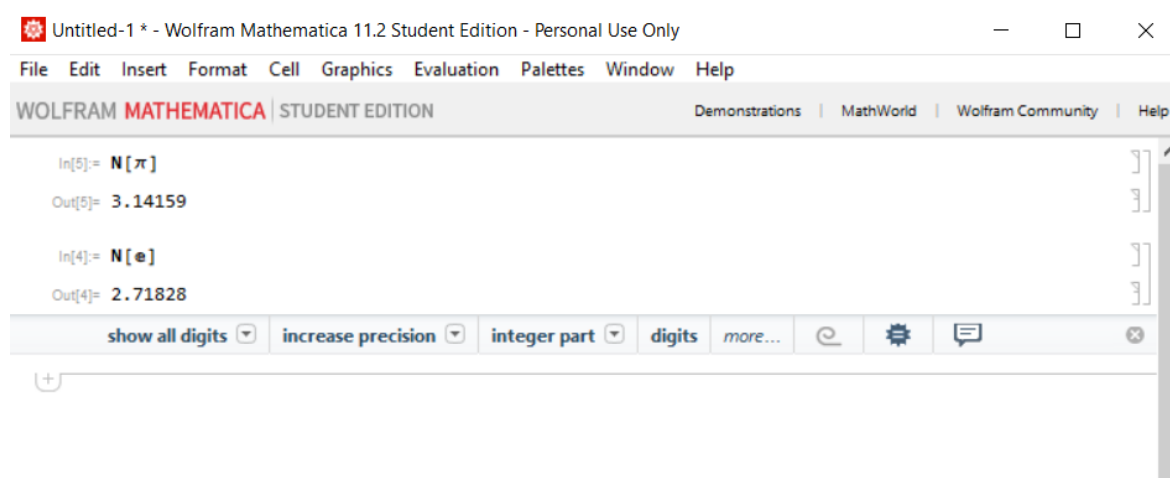 Untitled-1 * - Wolfram Mathematica 11.2 Student Edition - Personal Use Only
File Edit Insert Format Cell Graphics Evaluation Palettes Window Help
WOLFRAM MATHEMATICA | STUDENT EDITION Demonstrations | MathWorld | Wolfram Community | Help
In[5]:= N[π]
Out[5]= 3.14159
In[4]:= N[ⅇ]
Out[4]= 2.71828
show all digits increase precision integer part digits more...